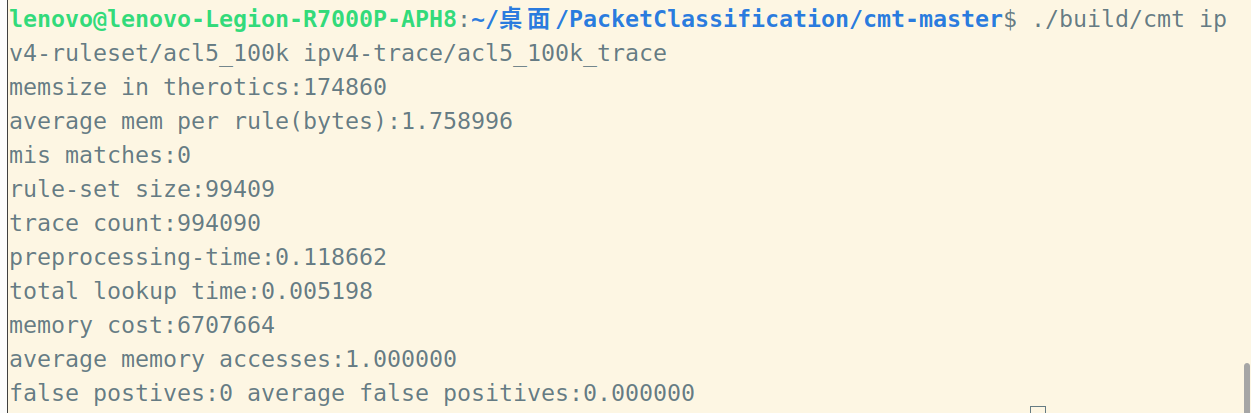 lenovo@lenovo-Legion-R7000P-APH8:~/桌面/PacketClassification/cmt-master$ ./build/cmt ip
v4-ruleset/acl5_100k ipv4-trace/acl5_100k_trace
memsize in therotics:174860
average mem per rule(bytes):1.758996
mis matches:0
rule-set size:99409
trace count:994090
preprocessing-time:0.118662
total lookup time:0.005198
memory cost:6707664
average memory accesses:1.000000
false postives:0 average false positives:0.000000